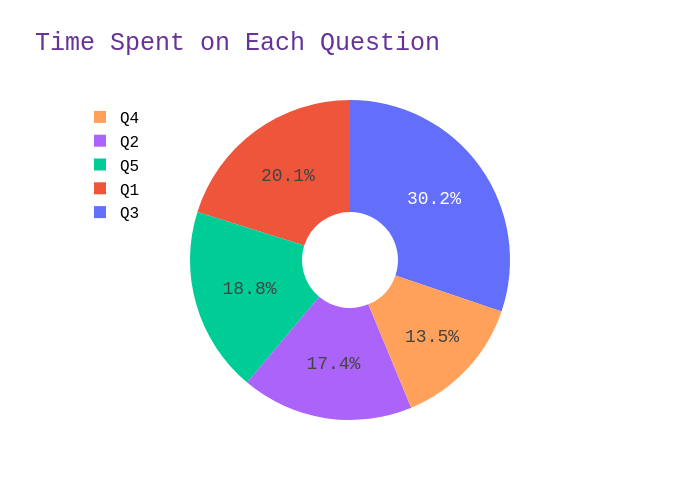 Time Spent on Each Question
Q4
Q2
Q5
Q1
Q3
20.1%
30.2%
18.8%
13.5%
17.4%